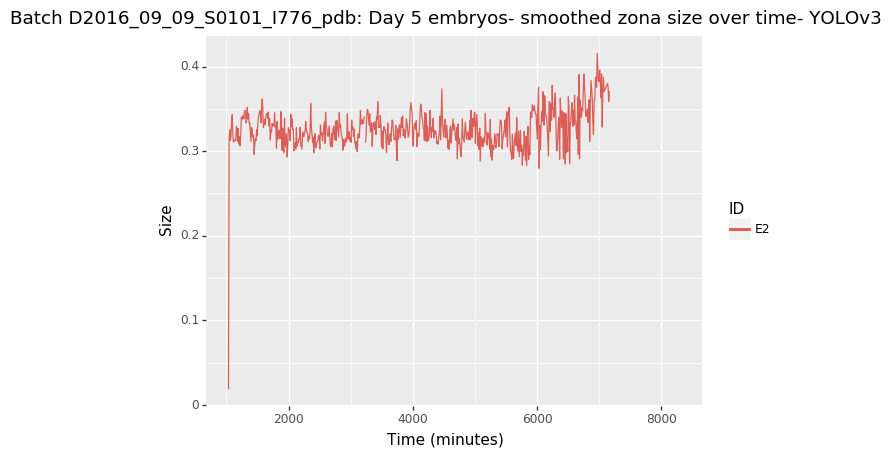 Batch D2016_09_09_S0101_I776_pdb: Day 5 embryos- smoothed zona size over time- YOLOv3
0.4
0.3
0.2
0.1
0
Size
2000
4000
6000
8000
Time (minutes)
ID
E2